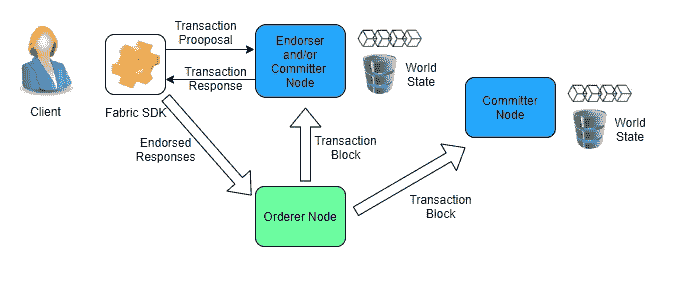 Transaction
Prooposal
Transaction
Response
Endorser
and/or
Committer
Node
World
State
Client
Fabric SDK
Endorsed
Responses
Transaction
Block
Committer
Node
World
State
Orderer Node
Transaction
Block